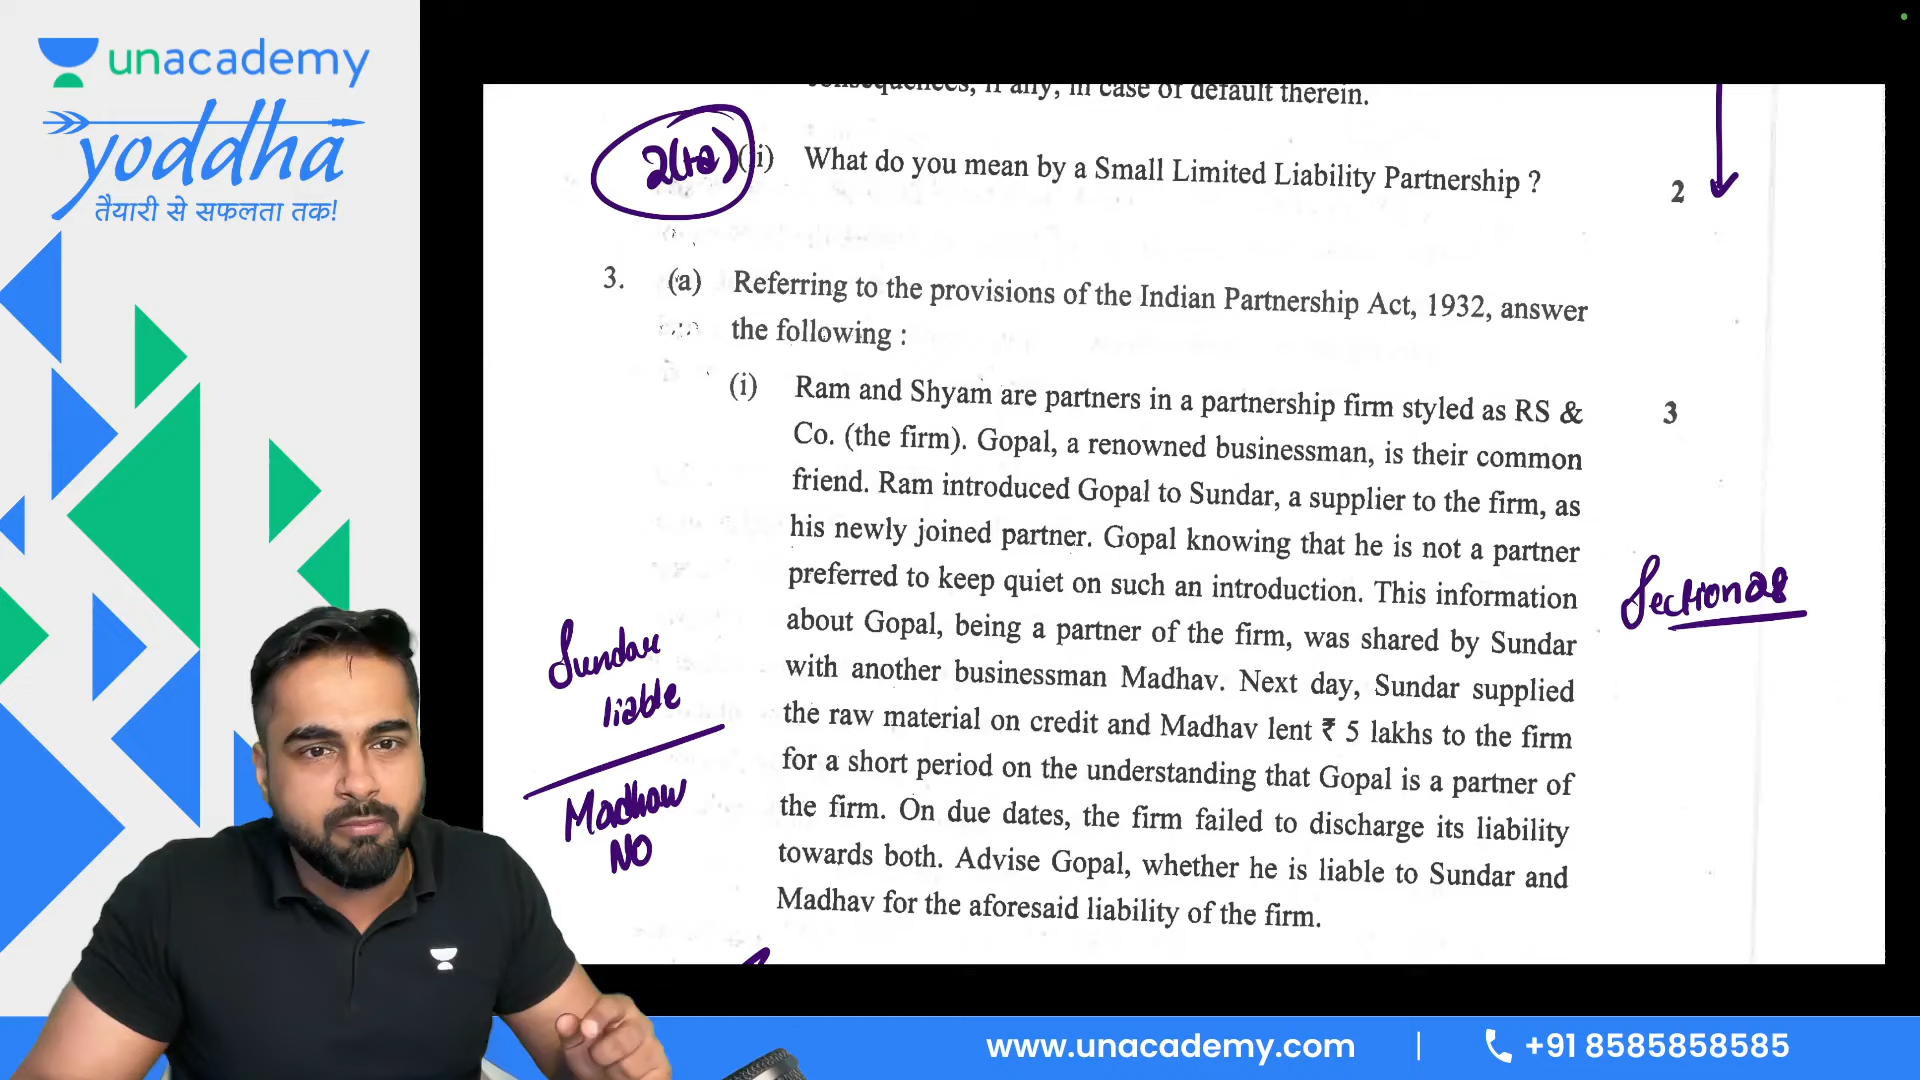 unacademy
yoddha
तैयारी से सफलता तक!
consequences, if any, in case of default therein.
2(+2) (ii) What do you mean by a Small Limited Liability Partnership ? 2
3. (a) Referring to the provisions of the Indian Partnership Act, 1932, answer
the following :
(i) Ram and Shyam are partners in a partnership firm styled as RS & 3
Co. (the firm). Gopal, a renowned businessman, is their common
friend. Ram introduced Gopal to Sundar, a supplier to the firm, as
his newly joined partner. Gopal knowing that he is not a partner
preferred to keep quiet on such an introduction. This information
about Gopal, being a partner of the firm, was shared by Sundar
with another businessman Madhav. Next day, Sundar supplied
the raw material on credit and Madhav lent ₹ 5 lakhs to the firm
for a short period on the understanding that Gopal is a partner of
the firm. On due dates, the firm failed to discharge its liability
towards both. Advise Gopal, whether he is liable to Sundar and
Madhav for the aforesaid liability of the firm.
Section 28
Sundar
liable
Madhav
NO
www.unacademy.com | +91 8585858585